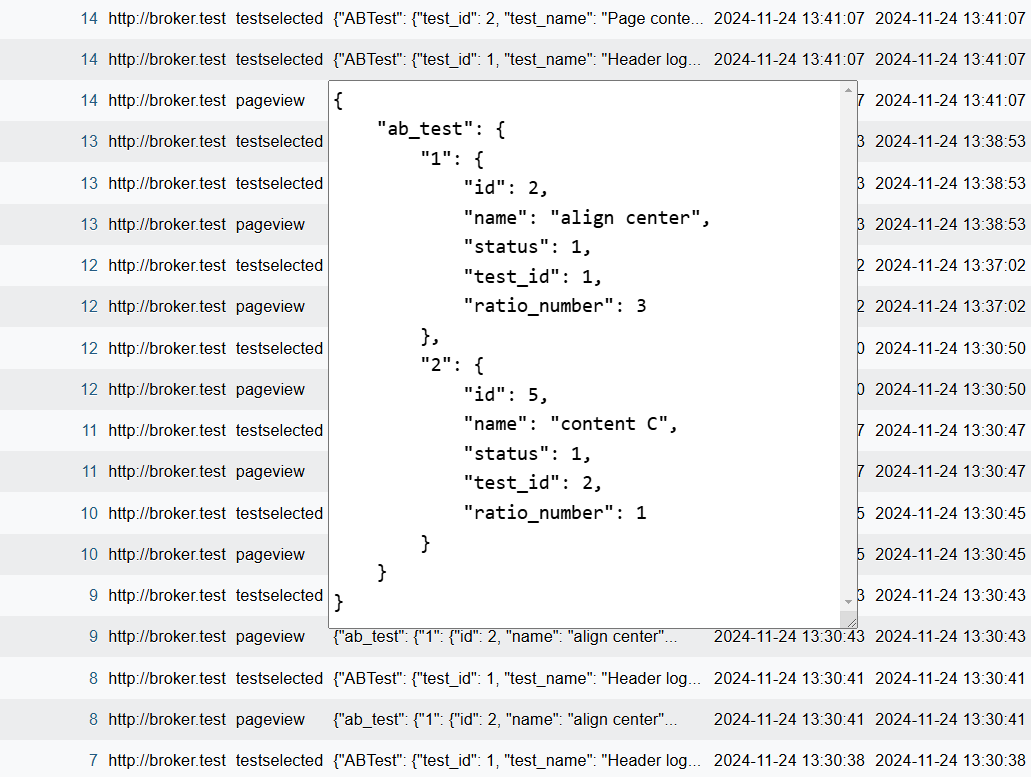 14 http://broker.test testselected {"ABTest": {"test_id": 2, "test_name": "Page conte... 2024-11-24 13:41:07 2024-11-24 13:41:07
14 http://broker.test testselected {"ABTest": {"test_id": 1, "test_name": "Header log... 2024-11-24 13:41:07 2024-11-24 13:41:07
14 http://broker.test pageview 7 2024-11-24 13:41:07
13 http://broker.test testselected 3 2024-11-24 13:38:53
13 http://broker.test testselected 3 2024-11-24 13:38:53
13 http://broker.test pageview 3 2024-11-24 13:38:53
12 http://broker.test testselected 2 2024-11-24 13:37:02
12 http://broker.test pageview 2 2024-11-24 13:37:02
12 http://broker.test testselected 0 2024-11-24 13:30:50
12 http://broker.test pageview 0 2024-11-24 13:30:50
11 http://broker.test testselected 7 2024-11-24 13:30:47
11 http://broker.test pageview 7 2024-11-24 13:30:47
10 http://broker.test testselected 5 2024-11-24 13:30:45
10 http://broker.test pageview 5 2024-11-24 13:30:45
9 http://broker.test testselected 3 2024-11-24 13:30:43
{
    "ab_test": {
        "1": {
            "id": 2,
            "name": "align center",
            "status": 1,
            "test_id": 1,
            "ratio_number": 3
        },
        "2": {
            "id": 5,
            "name": "content C",
            "status": 1,
            "test_id": 2,
            "ratio_number": 1
        }
    }
}
9 http://broker.test pageview {"ab_test": {"1": {"id": 2, "name": "align center"... 2024-11-24 13:30:43 2024-11-24 13:30:43
8 http://broker.test testselected {"ABTest": {"test_id": 1, "test_name": "Header log... 2024-11-24 13:30:41 2024-11-24 13:30:41
8 http://broker.test pageview {"ab_test": {"1": {"id": 2, "name": "align center"... 2024-11-24 13:30:41 2024-11-24 13:30:41
7 http://broker.test testselected {"ABTest": {"test_id": 1, "test_name": "Header log... 2024-11-24 13:30:38 2024-11-24 13:30:38